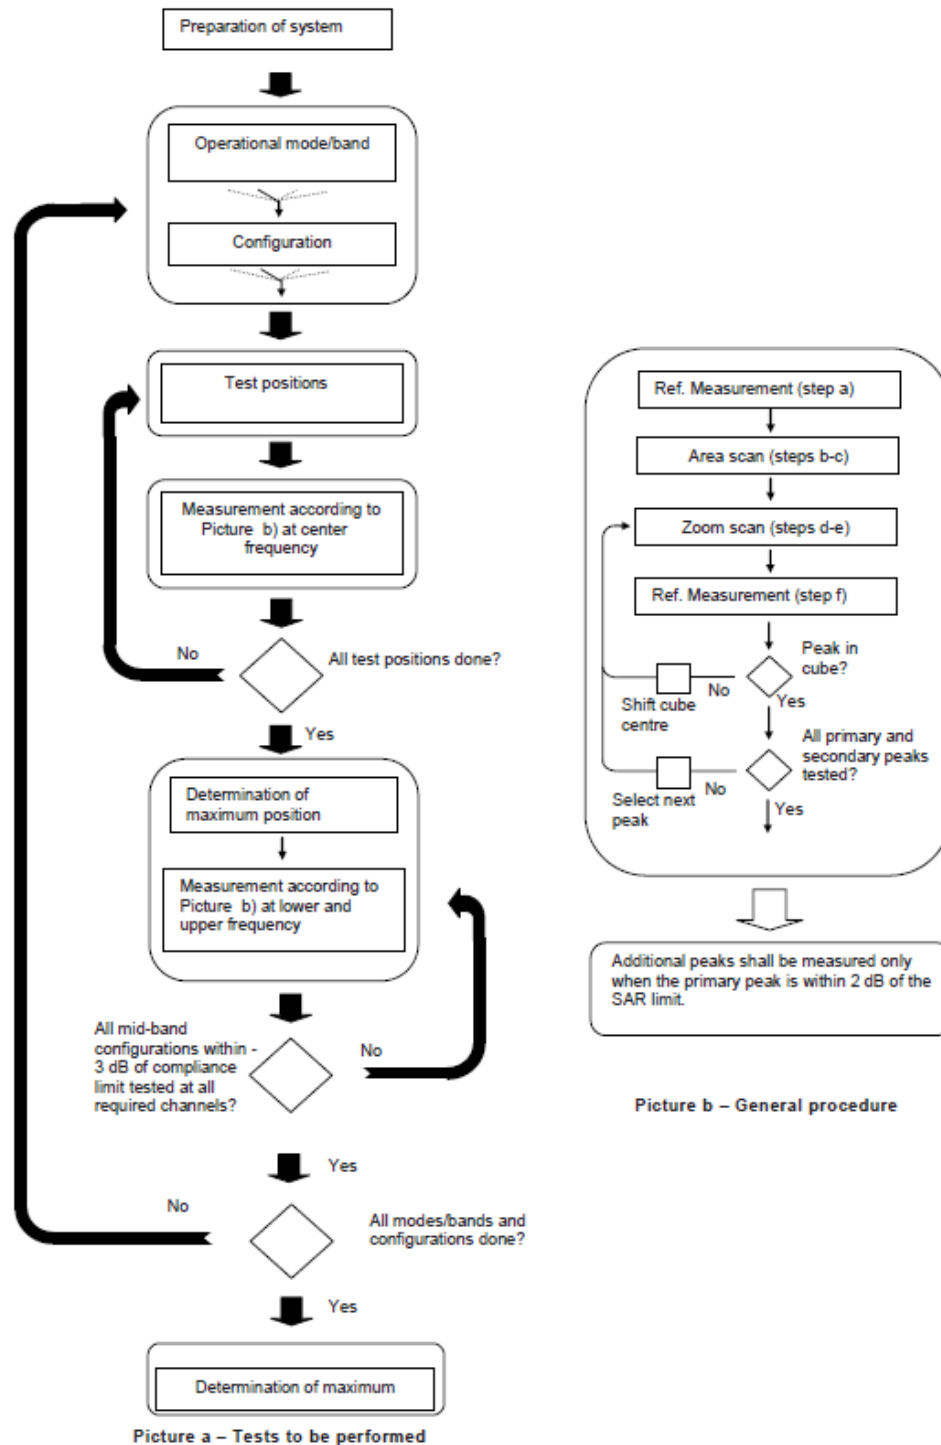 Preparation of system
Operational mode/band
Configuration
Test positions
Measurement according to
Picture b) at center
frequency
No
All test positions done?
Yes
Determination of
maximum position
Measurement according to
Picture b) at lower and
upper frequency
All mid-band
configurations within -
3 dB of compliance
limit tested at all
required channels?
No
Yes
No
All modes/bands and
configurations done?
Yes
Determination of maximum
Picture a – Tests to be performed
Ref. Measurement (step a)
Area scan (steps b-c)
Zoom scan (steps d-e)
Ref. Measurement (step f)
Peak in
cube?
No
Shift cube
centre
Yes
All primary and
secondary peaks
tested?
No
Select next
peak
Yes
Additional peaks shall be measured only
when the primary peak is within 2 dB of the
SAR limit.
Picture b – General procedure